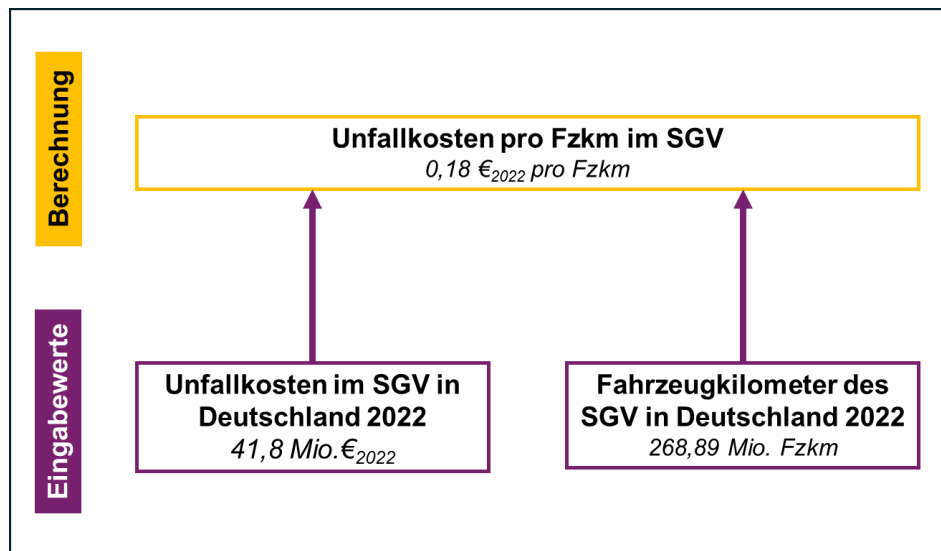 Berechnung
Unfallkosten pro Fzkm im SGV
0,18 €2022 pro Fzkm
Eingabewerte
Unfallkosten im SGV in
Deutschland 2022
41,8 Mio.€2022
Fahrzeugkilometer des
SGV in Deutschland 2022
268,89 Mio. Fzkm